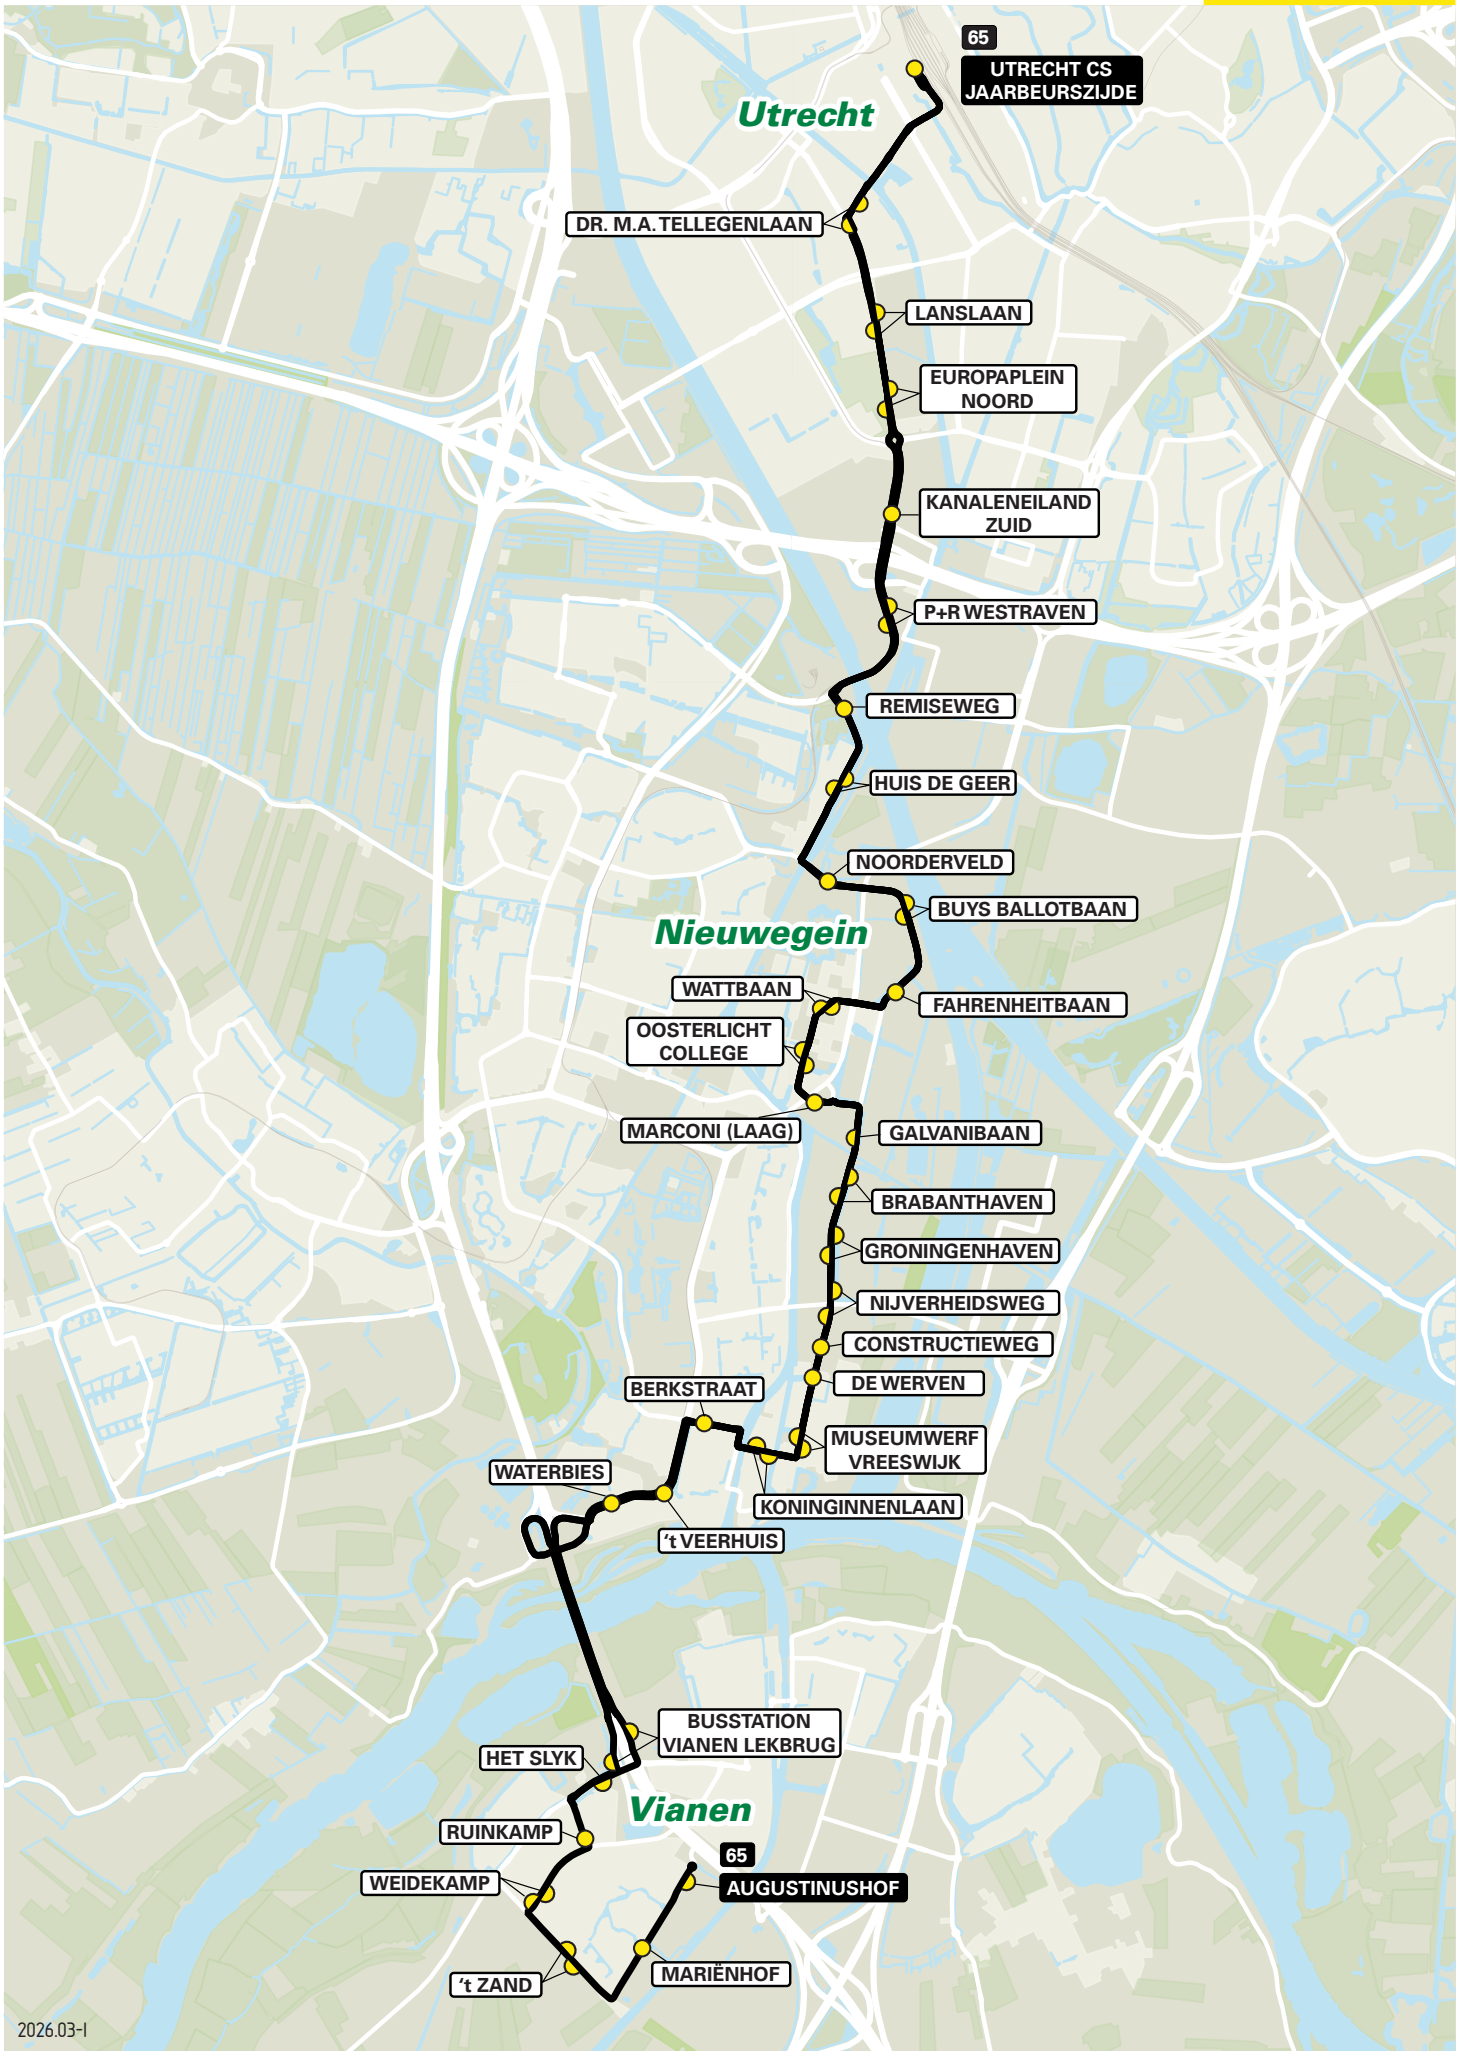 65
UTRECHT CS
JAARBEURSZIJDE
Utrecht
DR. M.A. TELLEGENLAAN
LANSLAAN
EUROPAPLEIN
NOORD
KANALENEILAND
ZUID
P+R WESTRAVEN
REMISEWEG
HUIS DE GEER
NOORDERVELD
BUYS BALLOTBAAN
Nieuwegein
WATTBAAN
FAHRENHEITBAAN
OOSTERLICHT
COLLEGE
MARCONI (LAAG)
GALVANIBAAN
BRABANTHAVEN
GRONINGENHAVEN
NIJVERHEIDSWEG
CONSTRUCTIEWEG
DE WERVEN
BERKSTRAAT
MUSEUMWERF
VREESWIJK
WATERBIES
KONINGINNENLAAN
‘t VEERHUIS
BUSSTATION
VIANEN LEKBRUG
HET SLYK
Vianen
RUINKAMP
65
AUGUSTINUSHOF
WEIDEKAMP
MARIËNHOF
‘t ZAND
2026.03-I